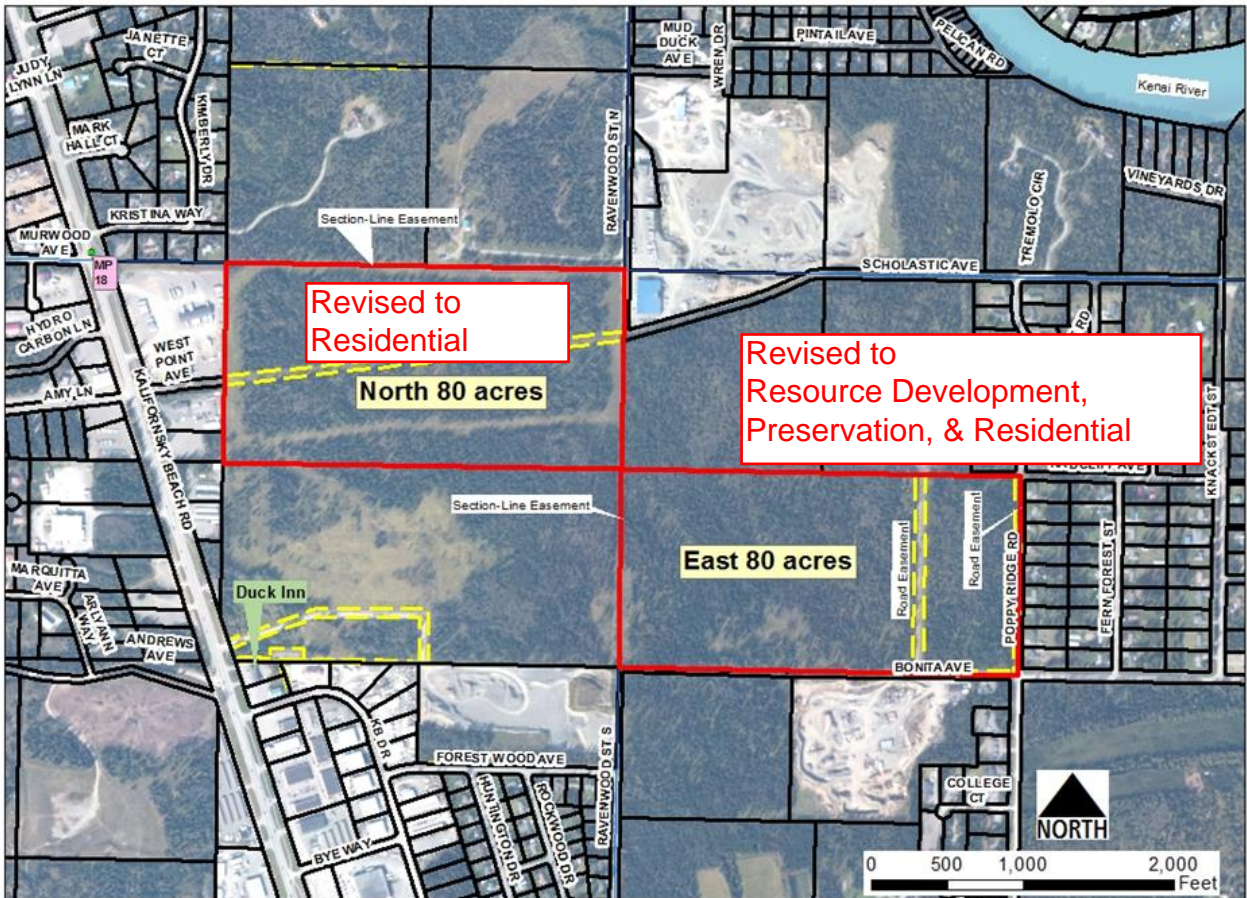 JANETTE
CT
JUDY
LYNN LN
MARK
HALL CT
KIMBERLY DR
KRISTINA WAY
MURWOOD
AVE
MP
18
MUD
DUCK
AVE
WREN DR
PINTAIL AVE
PELICAN RD
Kenai River
RAVENWOOD ST N
TREMOLO CIR
VINEYARDS DR
Section-Line Easement
SCHOLASTIC AVE
HYDRO
CARBON LN
WEST
POINT
AVE
AMY LN
KALIFORNSKY BEACH RD
Revised to
Residential
North 80 acres
Revised to
Resource Development,
Preservation, & Residential
RD
KNACKSTEDT ST
Section-Line Easement
East 80 acres
Road Easement
Road Easement
POPPY RIDGE RD
FERN FOREST ST
BONITA AVE
MARQUITTA
AVE
ARLYANN
WAY
ANDREWS
AVE
Duck Inn
KB DR
FOREST WOOD AVE
HUNTINGTON DR
ROCKWOOD DR
RAVENWOOD ST S
BYE WAY
COLLEGE
CT
NORTH
0 500 1,000 2,000
Feet